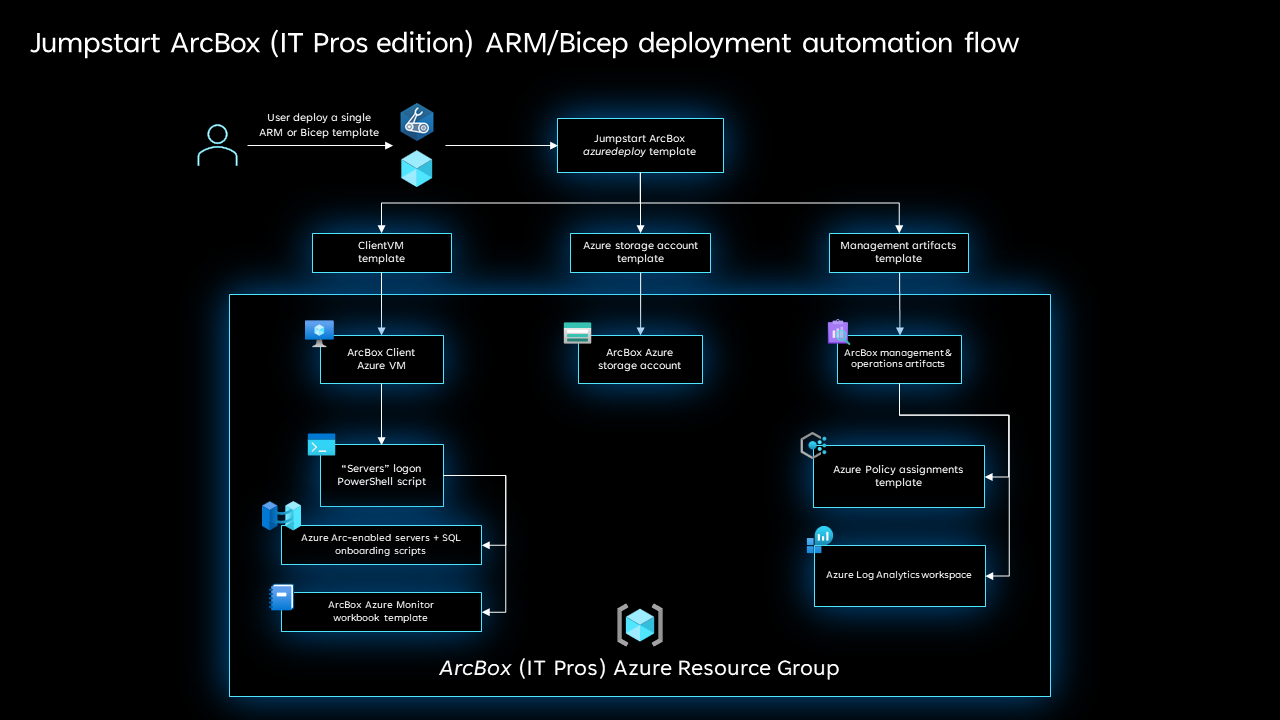 Jumpstart ArcBox (IT Pros edition) ARM/Bicep deployment automation flow
User deploy a single
ARM or Bicep template
Jumpstart ArcBox
azuredeploy template
ClientVM
template
Azure storage account
template
Management artifacts
template
ArcBox Client
Azure VM
ArcBox Azure
storage account
ArcBox management &
operations artifacts
“Servers” logon
PowerShell script
Azure Policy assignments
template
Azure Arc-enabled servers + SQL
onboarding scripts
Azure Log Analytics workspace
ArcBox Azure Monitor
workbook template
ArcBox (IT Pros) Azure Resource Group